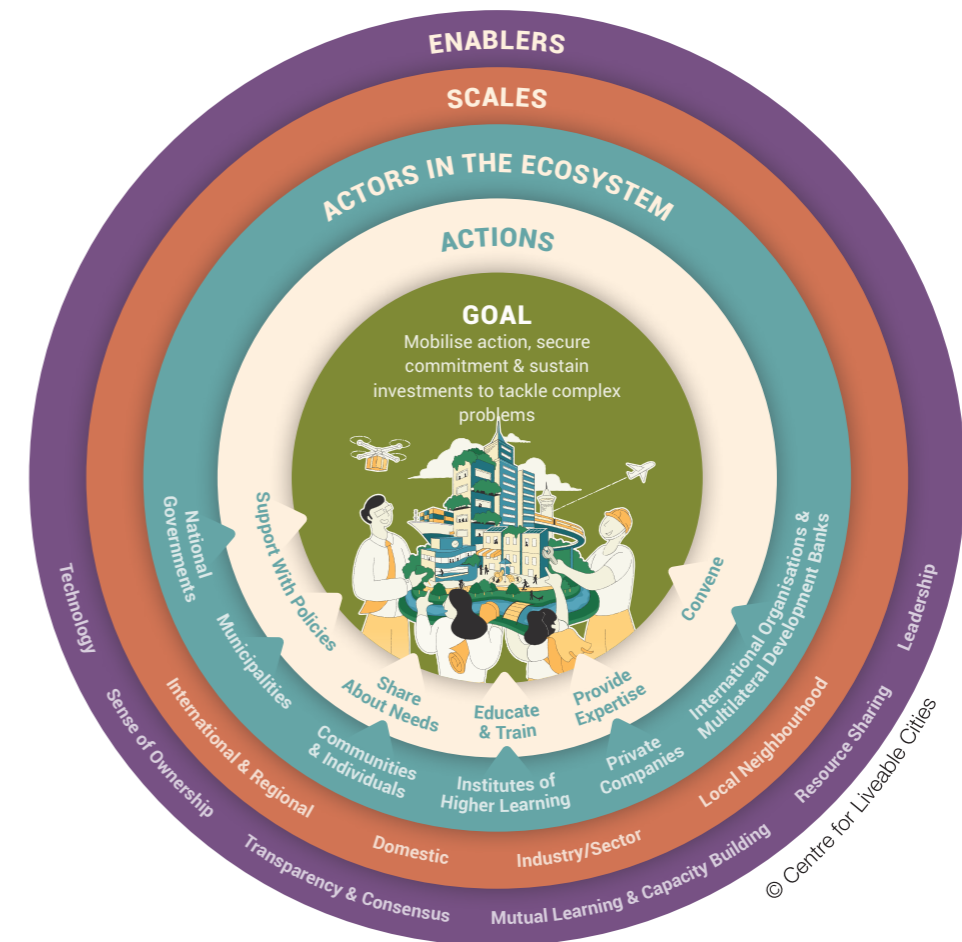 ENABLERS
SCALES
ACTORS IN THE ECOSYSTEM
ACTIONS
GOAL
Mobilise action, secure
commitment & sustain
investments to tackle complex
problems
Support With Policies
Share
About Needs
Educate
& Train
Provide
Expertise
Convene
National
Governments
Municipalities
Communities
& Individuals
Institutes of
Higher Learning
Private
Companies
International Organisations &
Multilateral Development Banks
International & Regional
Domestic
Industry/Sector
Local Neighbourhood
Technology
Sense of Ownership
Transparency & Consensus
Mutual Learning & Capacity Building
Resource Sharing
Leadership
© Centre for Liveable Cities